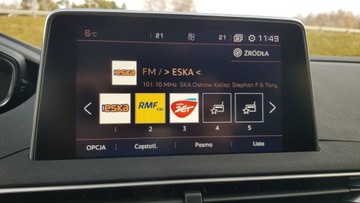 6°C 21 21 11:49
ŹRÓDŁA
eska FM / > ESKA <
101.10 MHz SKA Ostrow Kalisz Stephan F & Tony
eska RMF FM ZET
1 2 3 4 5
OPCJA Częstotl. Pasmo Lista